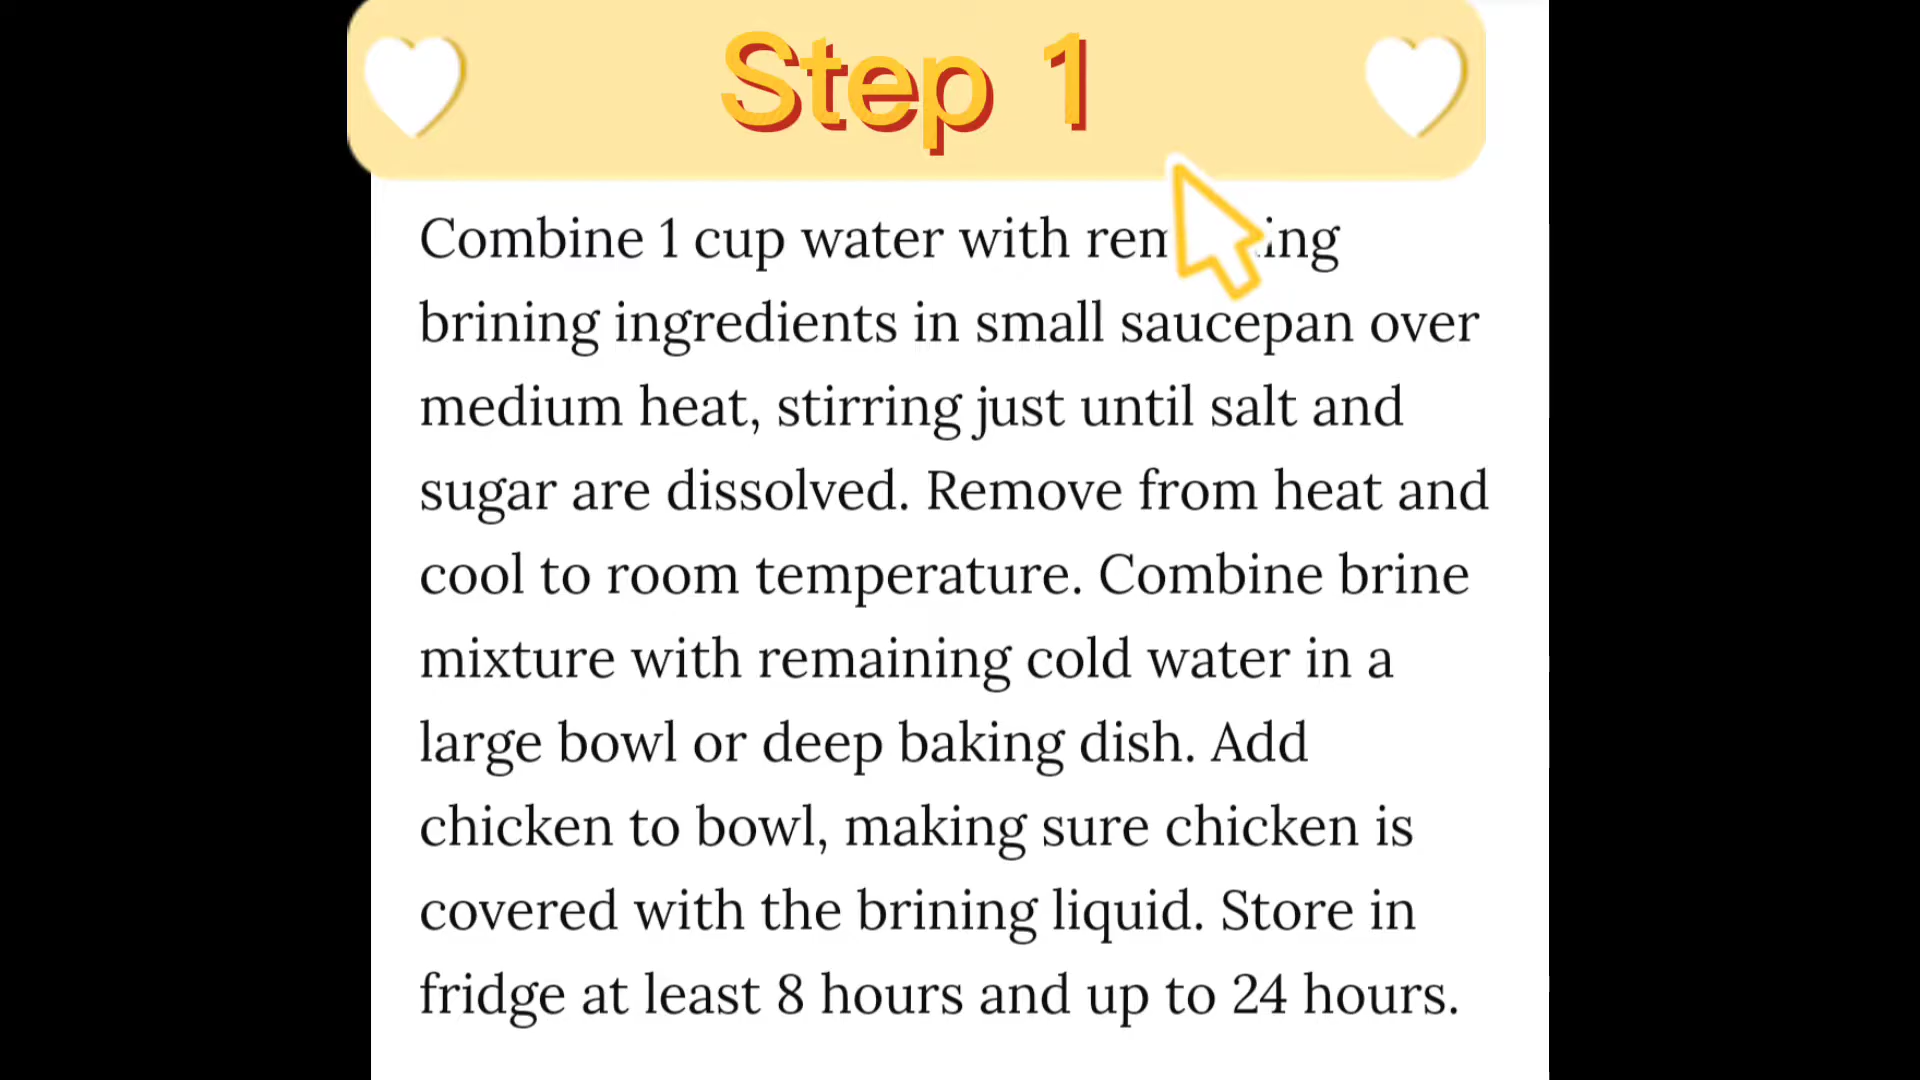 Step 1
Combine 1 cup water with
brining ingredients in small saucepan over
medium heat, stirring just until salt and
sugar are dissolved. Remove from heat and
cool to room temperature. Combine brine
mixture with remaining cold water in a
large bowl or deep baking dish. Add
chicken to bowl, making sure chicken is
covered with the brining liquid. Store in
fridge at least 8 hours and up to 24 hours.